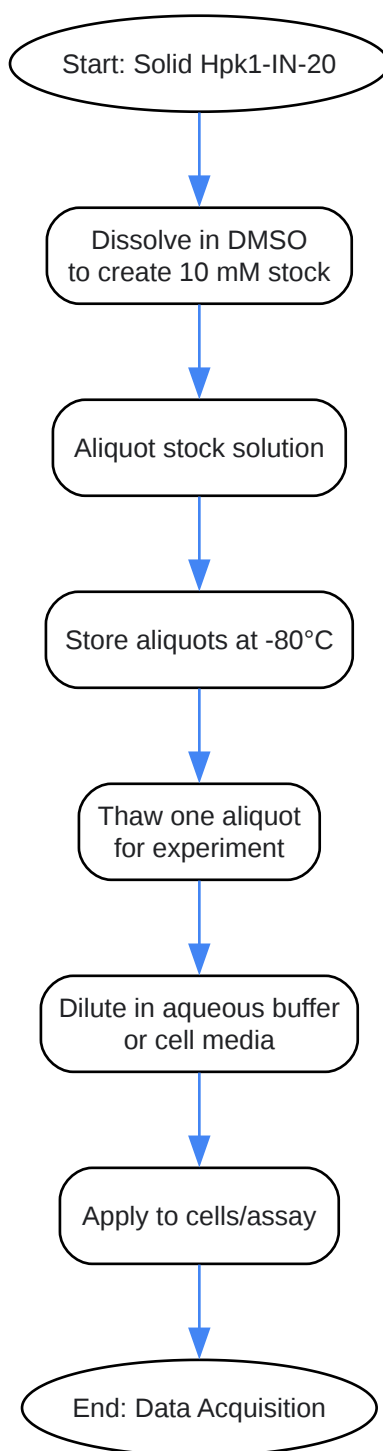 Start: Solid Hpk1-IN-20
Dissolve in DMSO
to create 10 mM stock
Aliquot stock solution
Store aliquots at -80°C
Thaw one aliquot
for experiment
Dilute in aqueous buffer
or cell media
Apply to cells/assay
End: Data Acquisition